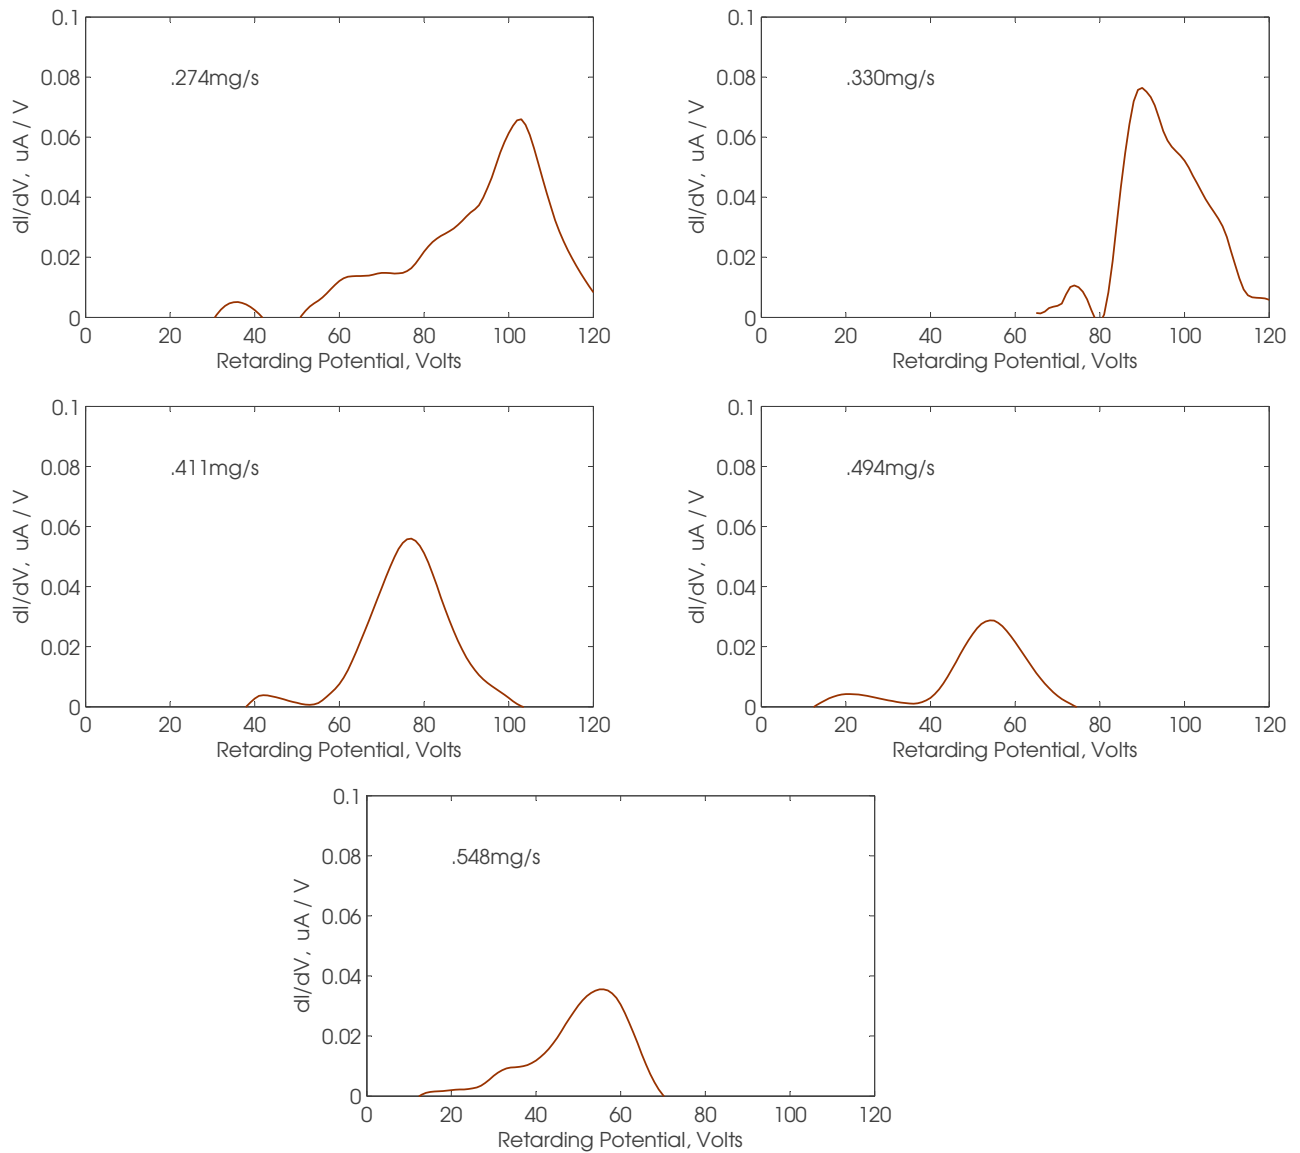 0.1
0.08
0.06
0.04
0.02
0
dI/dV, uA / V
.274mg/s
0 20 40 60 80 100 120
Retarding Potential, Volts
0.1
0.08
0.06
0.04
0.02
0
dI/dV, uA / V
.330mg/s
0 20 40 60 80 100 120
Retarding Potential, Volts
0.1
0.08
0.06
0.04
0.02
0
dI/dV, uA / V
.411mg/s
0 20 40 60 80 100 120
Retarding Potential, Volts
0.1
0.08
0.06
0.04
0.02
0
dI/dV, uA / V
.494mg/s
0 20 40 60 80 100 120
Retarding Potential, Volts
0.1
0.08
0.06
0.04
0.02
0
dI/dV, uA / V
.548mg/s
0 20 40 60 80 100 120
Retarding Potential, Volts